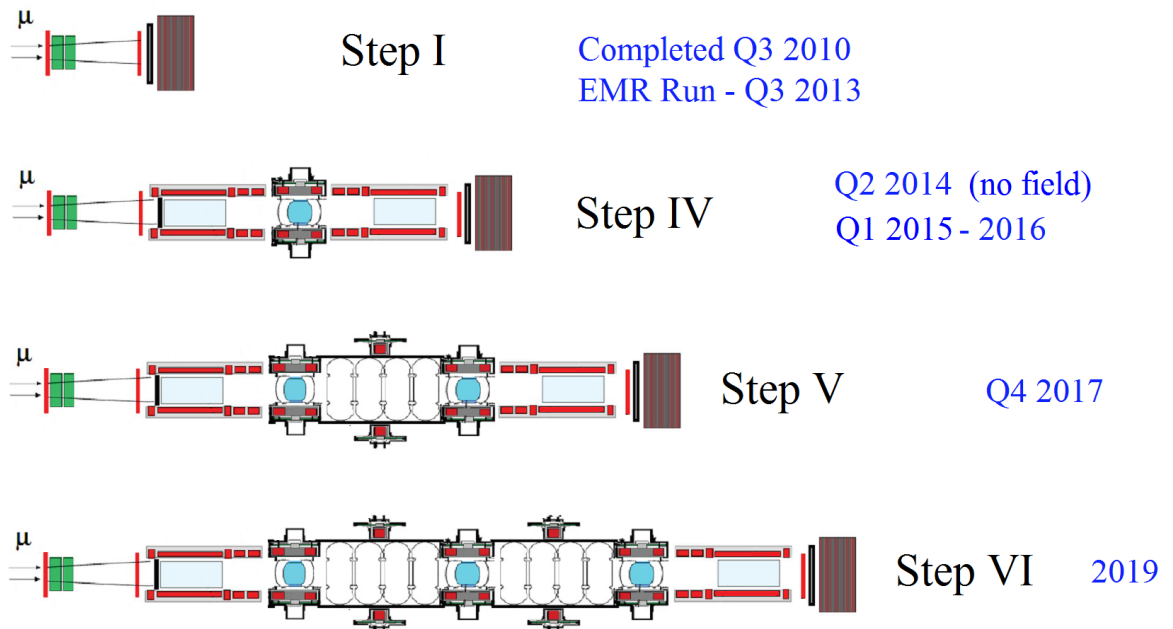 μ
Step I
Completed Q3 2010
EMR Run - Q3 2013
μ
Step IV
Q2 2014 (no field)
Q1 2015 - 2016
μ
Step V
Q4 2017
μ
Step VI
2019